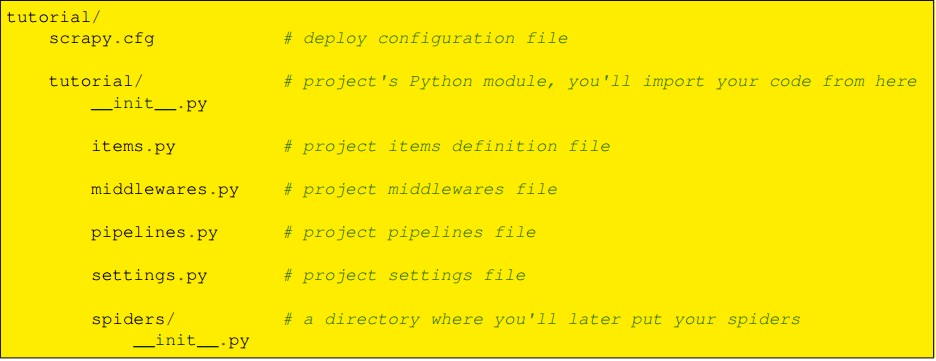 tutorial/
    scrapy.cfg            # deploy configuration file
    tutorial/             # project's Python module, you'll import your code from here
        __init__.py
        items.py          # project items definition file
        middlewares.py    # project middlewares file
        pipelines.py      # project pipelines file
        settings.py       # project settings file
        spiders/          # a directory where you'll later put your spiders
            __init__.py